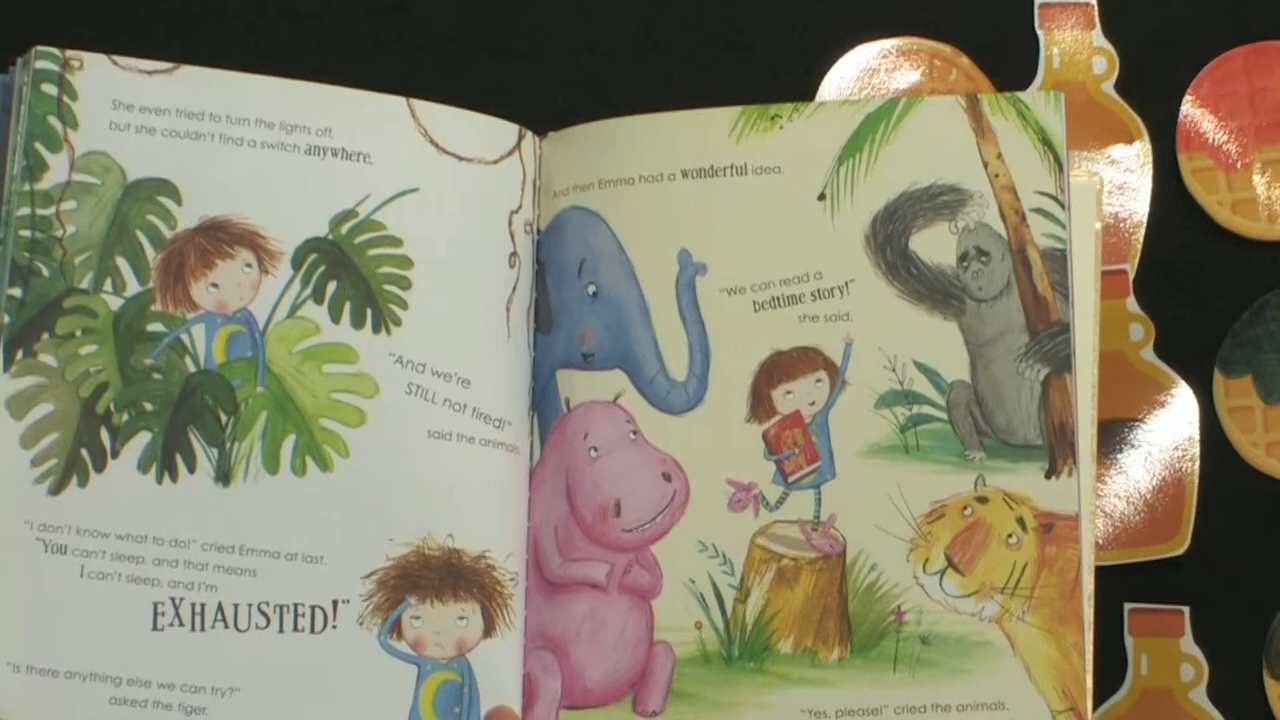 She even tried to turn the lights off,
but she couldn't find a switch anywhere.
"And we're
STILL not tired!"
said the animals.
"I don't know what to do!" cried Emma at last.
"You can't sleep, and that means
I can't sleep, and I'm
EXHAUSTED!"
"Is there anything else we can try?"
asked the tiger.
And then Emma had a wonderful idea.
"We can read a
bedtime story!"
she said.
"Yes, please!" cried the animals.